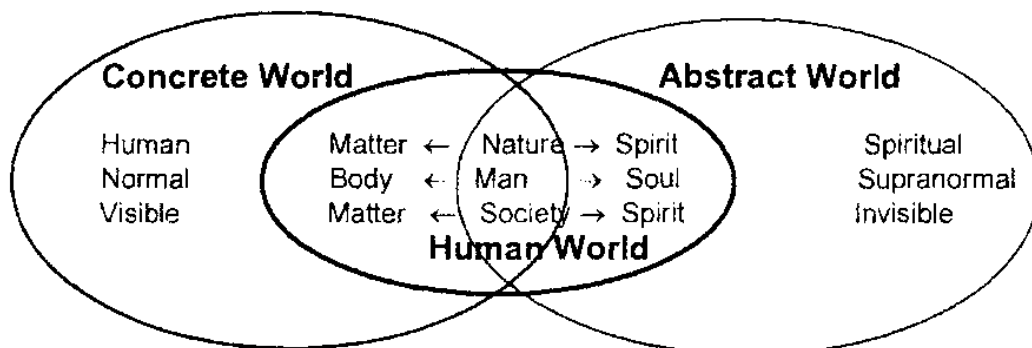 Concrete World Abstract World
Human Matter ← Nature → Spirit Spiritual
Normal Body ← Man → Soul Supranormal
Visible Matter ← Society → Spirit Invisible
Human World